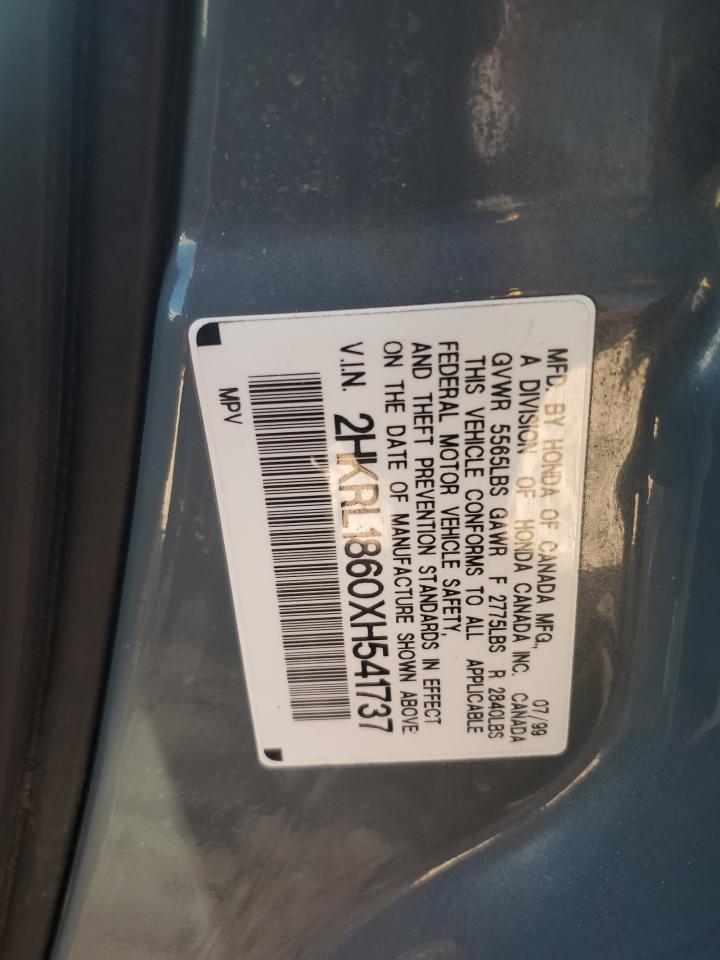 MFD. BY HONDA OF CANADA MFG., 07/99
A DIVISION OF HONDA CANADA INC. CANADA
GVWR 5565LBS GAWR F 2775LBS R 2840LBS
THIS VEHICLE CONFORMS TO ALL APPLICABLE
FEDERAL MOTOR VEHICLE SAFETY,
AND THEFT PREVENTION STANDARDS IN EFFECT
ON THE DATE OF MANUFACTURE SHOWN ABOVE.
V.I.N. 2HKRL1860XH541737
MPV